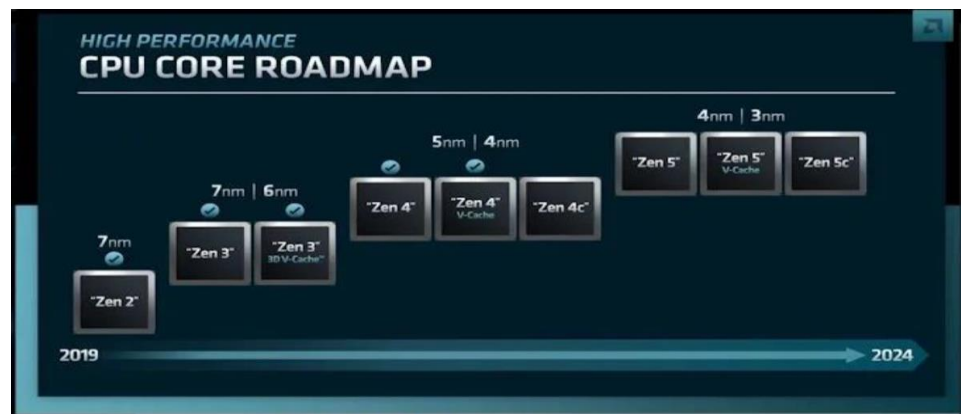 HIGH PERFORMANCE
CPU CORE ROADMAP
4nm | 3nm
"Zen 5"
"Zen 5"
V-Cache
"Zen 5c"
5nm | 4nm
"Zen 4"
"Zen 4"
V-Cache
"Zen 4c"
7nm | 6nm
"Zen 3"
"Zen 3"
3D V-Cache™
7nm
"Zen 2"
2019
2024